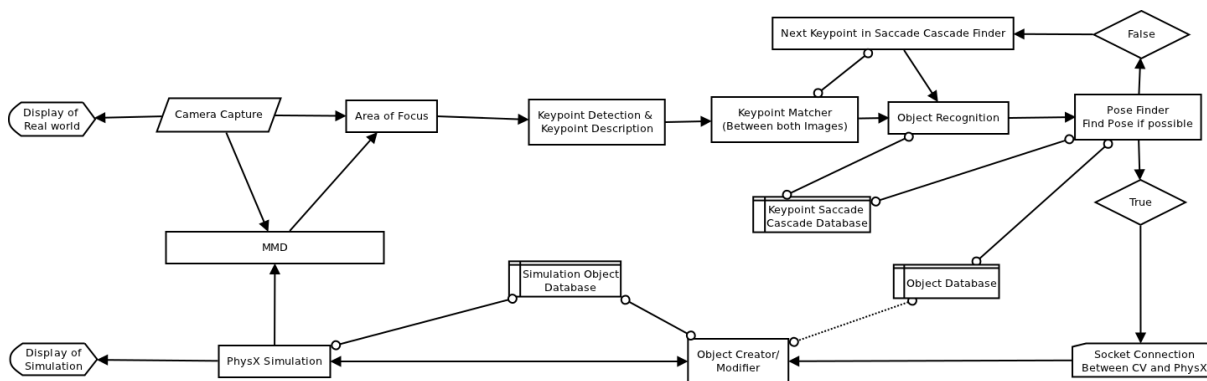 Next Keypoint in Saccade Cascade Finder
False
Display of
Real world
Camera Capture
Area of Focus
Keypoint Detection &
Keypoint Description
Keypoint Matcher
(Between both Images)
Object Recognition
Pose Finder
Find Pose if possible
Keypoint Saccade
Cascade Database
True
MMD
Simulation Object
Database
Object Database
Display of
Simulation
PhysX Simulation
Object Creator/
Modifier
Socket Connection
Between CV and PhysX